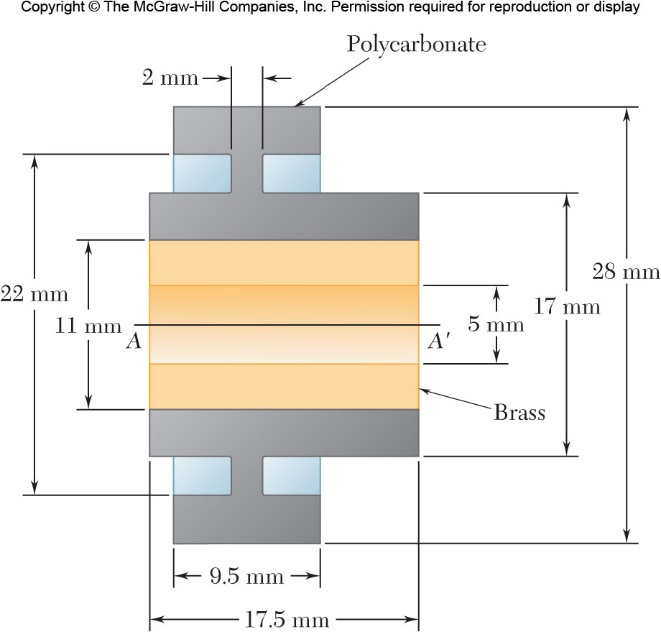 Copyright © The McGraw-Hill Companies, Inc. Permission required for reproduction or display
Polycarbonate
2 mm
28 mm
22 mm
17 mm
11 mm
5 mm
A
A′
Brass
9.5 mm
17.5 mm